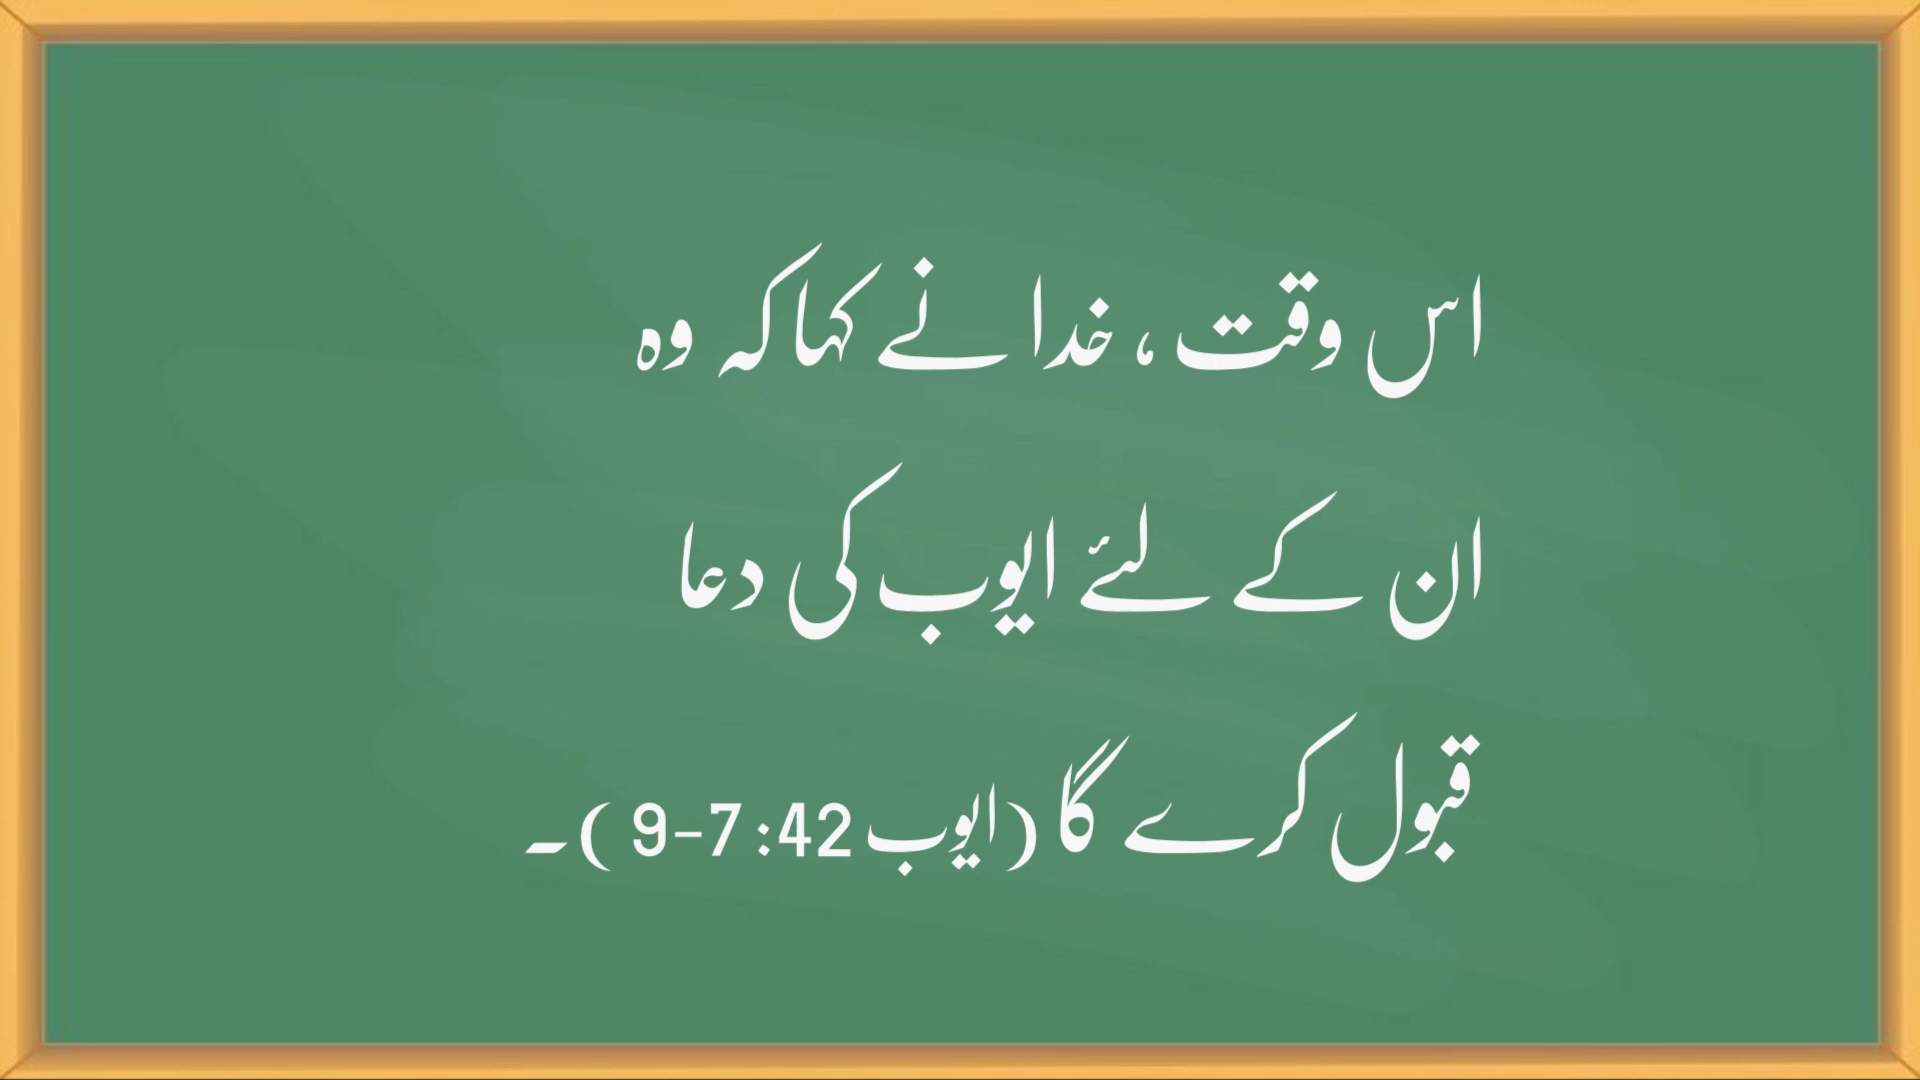 اس وقت، خدا نے کہا کہ وہ
ان کے لئے ایوب کی دعا
قبول کرے گا (ایوب 42: 7-9 )۔